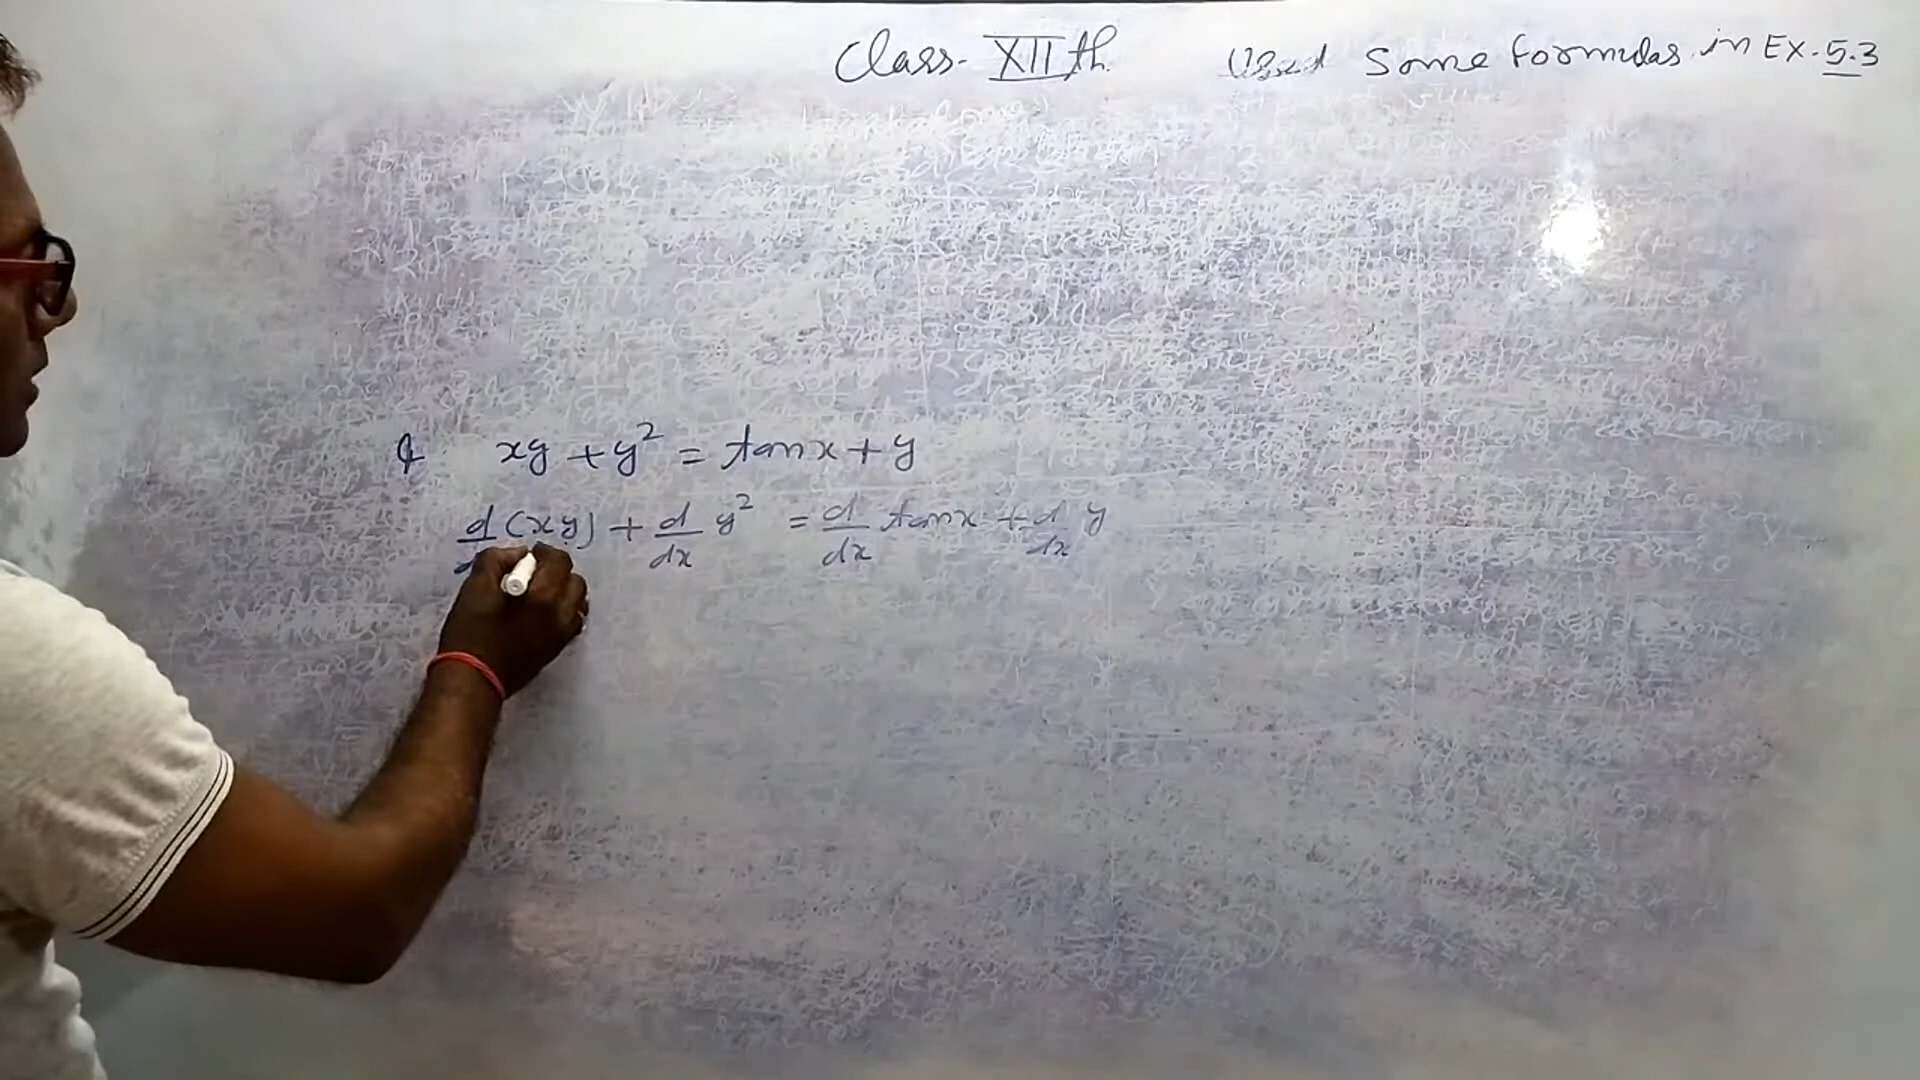 Class- XIIth Used Some formulas in EX-5.3
Q xy + y² = tanx + y
d/dx (xy) + d/dx y² = d/dx tanx + d/dx y